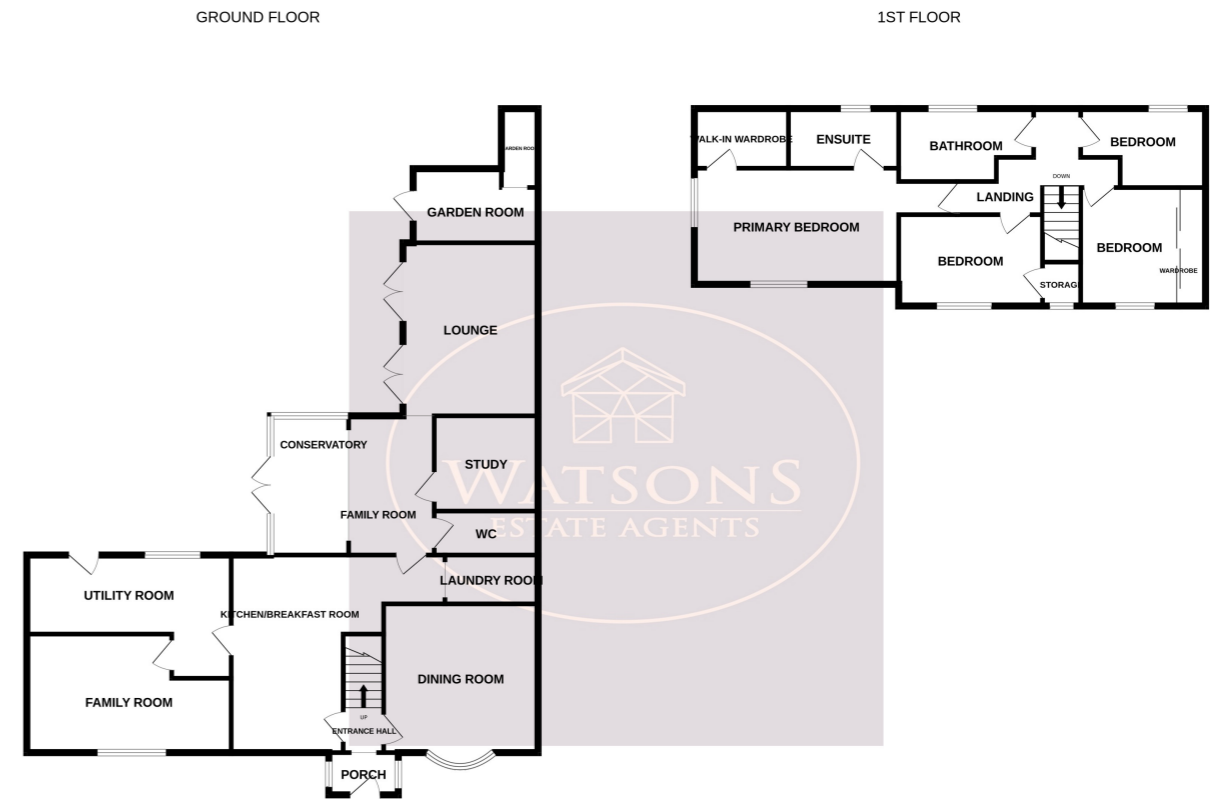 GROUND FLOOR
1ST FLOOR
GARDEN ROOM
LOUNGE
CONSERVATORY
STUDY
FAMILY ROOM
WC
LAUNDRY ROOM
UTILITY ROOM
KITCHEN/BREAKFAST ROOM
FAMILY ROOM
DINING ROOM
UP
ENTRANCE HALL
PORCH
WALK-IN WARDROBE
ENSUITE
BATHROOM
BEDROOM
DOWN
LANDING
PRIMARY BEDROOM
BEDROOM
BEDROOM
WARDROBE
STORAGE
WATSONS
ESTATE AGENTS